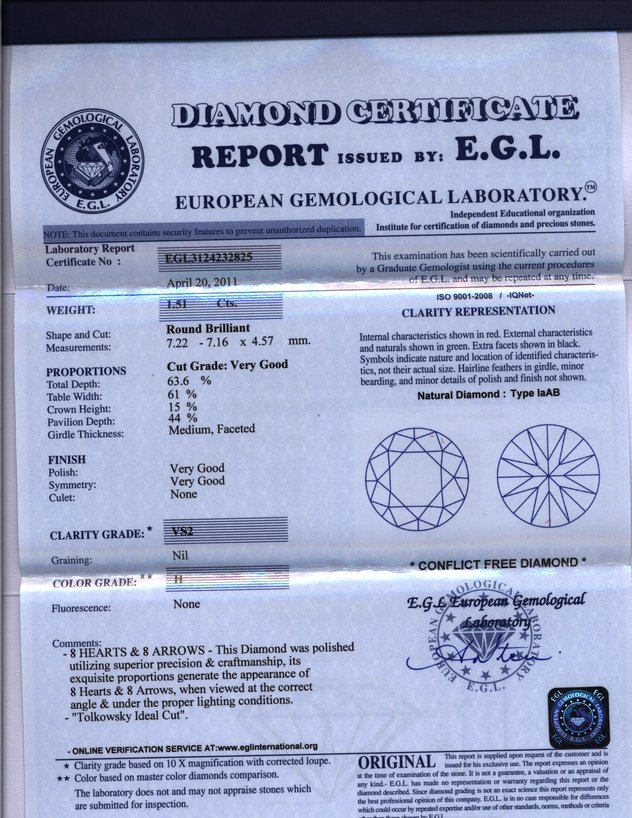 DIAMOND CERTIFICATE
REPORT ISSUED BY: E.G.L.
EUROPEAN GEMOLOGICAL LABORATORY.™
Independent Educational organization
Institute for certification of diamonds and precious stones.
EUROPEAN GEMOLOGICAL LABORATORY
E.G.L.
NOTE: This document contains security features to prevent unauthorized duplication.
Laboratory Report
Certificate No : EGL3124232825
Date: April 20, 2011
WEIGHT: 1.51 Cts.
Shape and Cut: Round Brilliant
Measurements: 7.22 - 7.16 x 4.57 mm.
PROPORTIONS Cut Grade: Very Good
Total Depth: 63.6 %
Table Width: 61 %
Crown Height: 15 %
Pavilion Depth: 44 %
Girdle Thickness: Medium, Faceted
FINISH
Polish: Very Good
Symmetry: Very Good
Culet: None
CLARITY GRADE:* VS2
Graining: Nil
COLOR GRADE:** H
Fluorescence: None
Comments:
- 8 HEARTS & 8 ARROWS - This Diamond was polished
utilizing superior precision & craftmanship, its
exquisite proportions generate the appearance of
8 Hearts & 8 Arrows, when viewed at the correct
angle & under the proper lighting conditions.
- "Tolkowsky Ideal Cut".
- ONLINE VERIFICATION SERVICE AT:www.eglinternational.org
* Clarity grade based on 10 X magnification with corrected loupe.
** Color based on master color diamonds comparison.
The laboratory does not and may not appraise stones which
are submitted for inspection.
This examination has been scientifically carried out
by a Graduate Gemologist using the current procedures
of E.G.L. and may be repeated at any time.
ISO 9001-2008 / -IQNet-
CLARITY REPRESENTATION
Internal characteristics shown in red. External characteristics
and naturals shown in green. Extra facets shown in black.
Symbols indicate nature and location of identified characteris-
tics, not their actual size. Hairline feathers in girdle, minor
bearding, and minor details of polish and finish not shown.
Natural Diamond : Type IaAB
* CONFLICT FREE DIAMOND *
E.G.L European Gemological
Laboratory
EUROPEAN GEMOLOGICAL LABORATORY
E.G.L.
ORIGINAL This report is supplied upon request of the customer and is
issued for his exclusive use. The report expresses an opinion
at the time of examination of the stone. It is not a guarantee, a valuation or an appraisal of
any kind.- E.G.L. has made no representation or warranty regarding this report or the
diamond described. Since diamond grading is not an exact science this report represents only
the best professional opinion of this company. E.G.L. is in no case responsible for differences
which could occur by repeated expertise and/or use of other standards, norms, methods or criteria